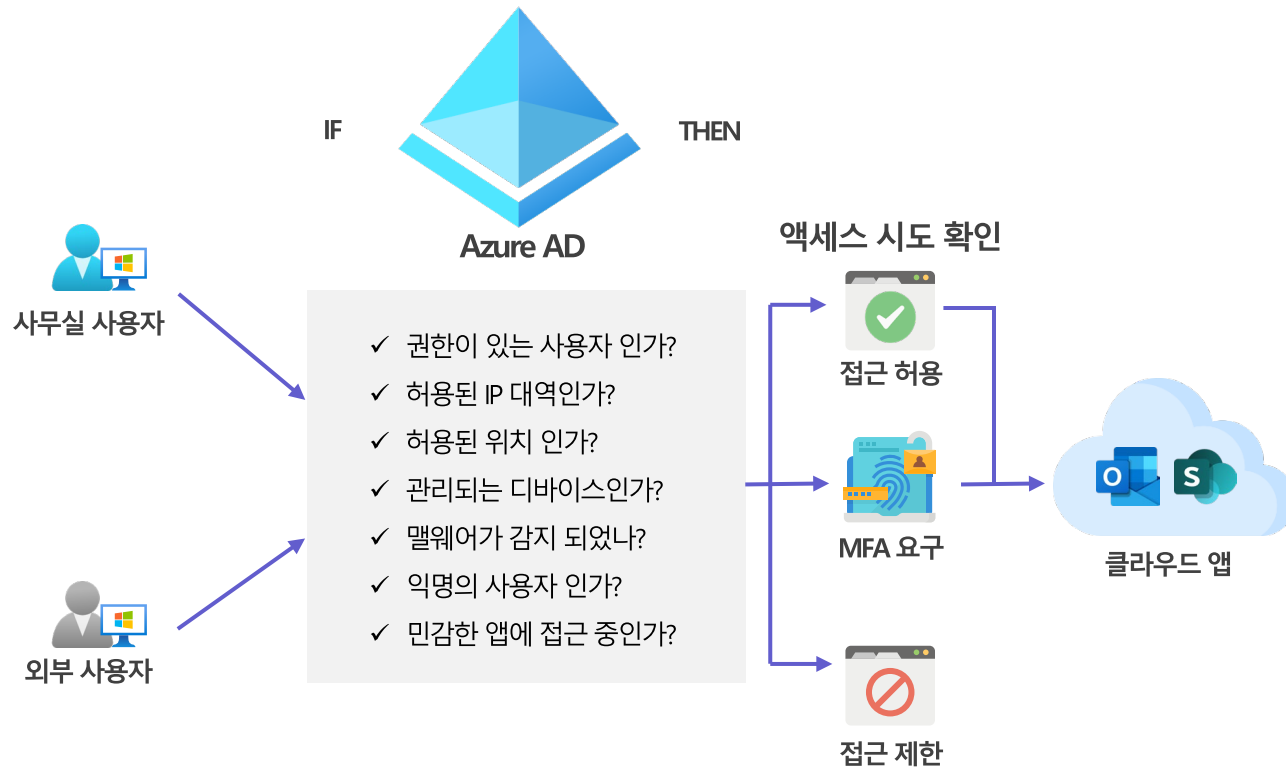 IF
THEN
Azure AD
사무실 사용자
외부 사용자
✓ 권한이 있는 사용자 인가?
✓ 허용된 IP 대역인가?
✓ 허용된 위치 인가?
✓ 관리되는 디바이스인가?
✓ 맬웨어가 감지 되었나?
✓ 익명의 사용자 인가?
✓ 민감한 앱에 접근 중인가?
액세스 시도 확인
접근 허용
MFA 요구
접근 제한
O
S
클라우드 앱